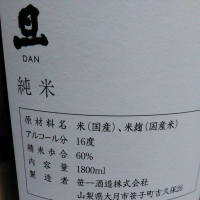 旦
DAN
純米
原材料名 米(国産)、米麹(国産米)
アルコール分 16度
精米歩合 60%
内容量 1800ml
製造者 笹一酒造株式会社
山梨県大月市笹子町吉久保26